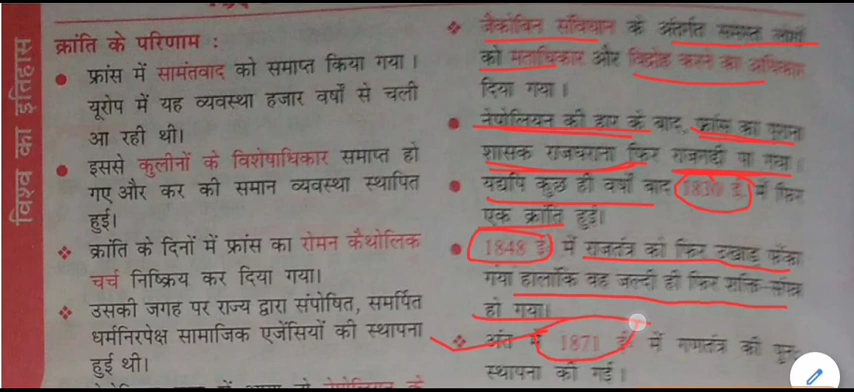 विश्व का इतिहास
क्रांति के परिणाम :
● फ्रांस में सामंतवाद को समाप्त किया गया।
यूरोप में यह व्यवस्था हजार वर्षों से चली
आ रही थी।
● इससे कुलीनों के विशेषाधिकार समाप्त हो
गए और कर की समान व्यवस्था स्थापित
हुई।
❖ क्रांति के दिनों में फ्रांस का रोमन कैथोलिक
चर्च निष्क्रिय कर दिया गया।
❖ उसकी जगह पर राज्य द्वारा संपोषित, समर्पित
धर्मनिरपेक्ष सामाजिक एजेंसियों की स्थापना
हुई थी।
❖ जैकोबिन संविधान के अंतर्गत समस्त लोगों
को मताधिकार और विद्रोह करने का अधिकार
दिया गया।
● नेपोलियन की हार के बाद, फ्रांस का पुराना
शासक राजघराना फिर राजगद्दी पा गया।
● यद्यपि कुछ ही वर्षों बाद 1830 ई. में फिर
एक क्रांति हुई।
● 1848 ई. में राजतंत्र को फिर उखाड़ फेंका
गया हालांकि वह जल्दी ही फिर शक्ति-संपन्न
हो गया।
❖ अंत में 1871 ई. में गणतंत्र की पुन:
स्थापना की गई।